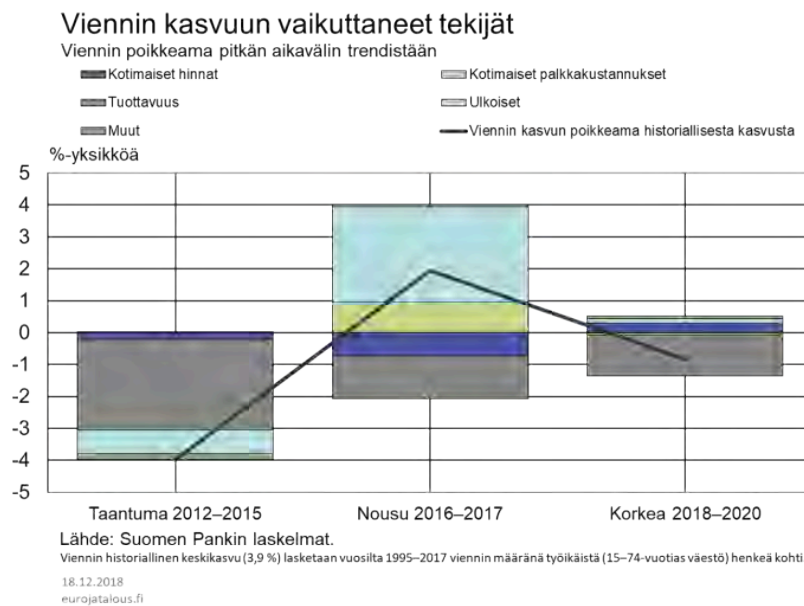 Viennin kasvuun vaikuttaneet tekijät
Viennin poikkeama pitkän aikavälin trendistään
Kotimaiset hinnat Kotimaiset palkkakustannukset
Tuottavuus Ulkoiset
Muut Viennin kasvun poikkeama historiallisesta kasvusta
%-yksikköä
5
4
3
2
1
0
-1
-2
-3
-4
-5
Taantuma 2012–2015 Nousu 2016–2017 Korkea 2018–2020
Lähde: Suomen Pankin laskelmat.
Viennin historiallinen keskikasvu (3,9 %) lasketaan vuosilta 1995–2017 viennin määränä työikäistä (15–74-vuotias väestö) henkeä kohti
18.12.2018
eurojatalous.fi